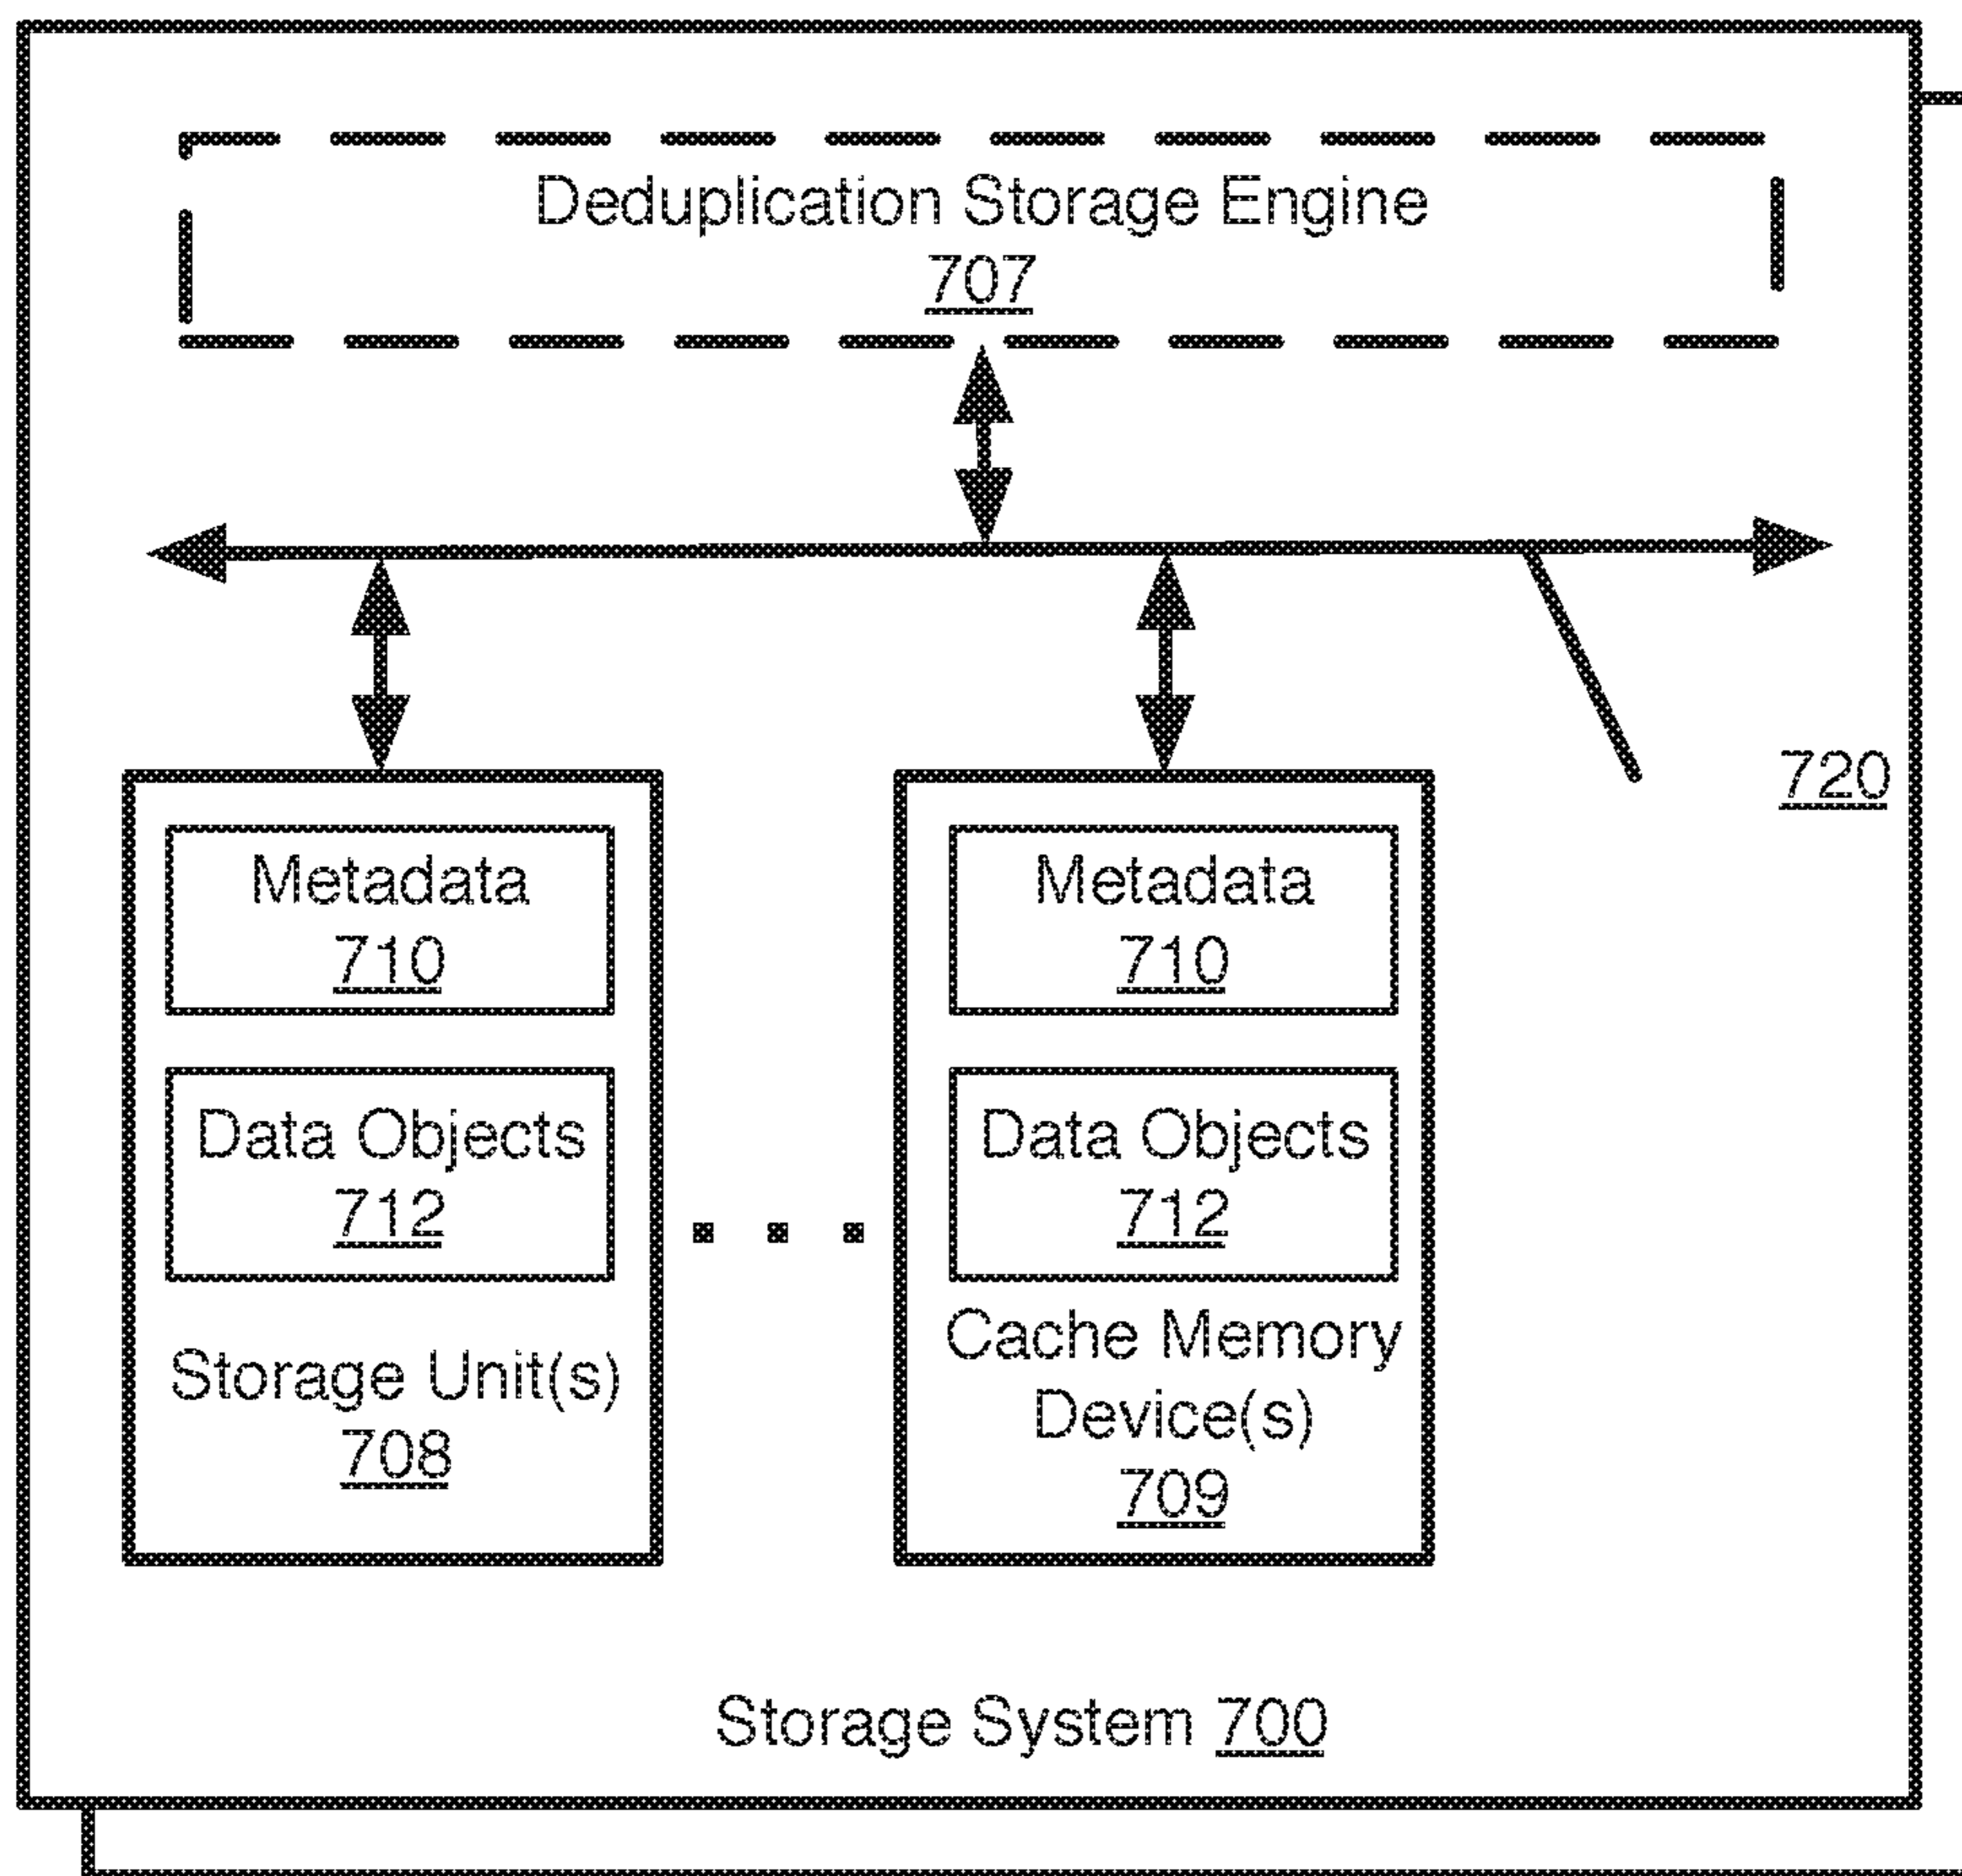 Deduplication Storage Engine
707
720
Metadata
710
Data Objects
712
Storage Unit(s)
708
Metadata
710
Data Objects
712
Cache Memory
Device(s)
709
Storage System 700